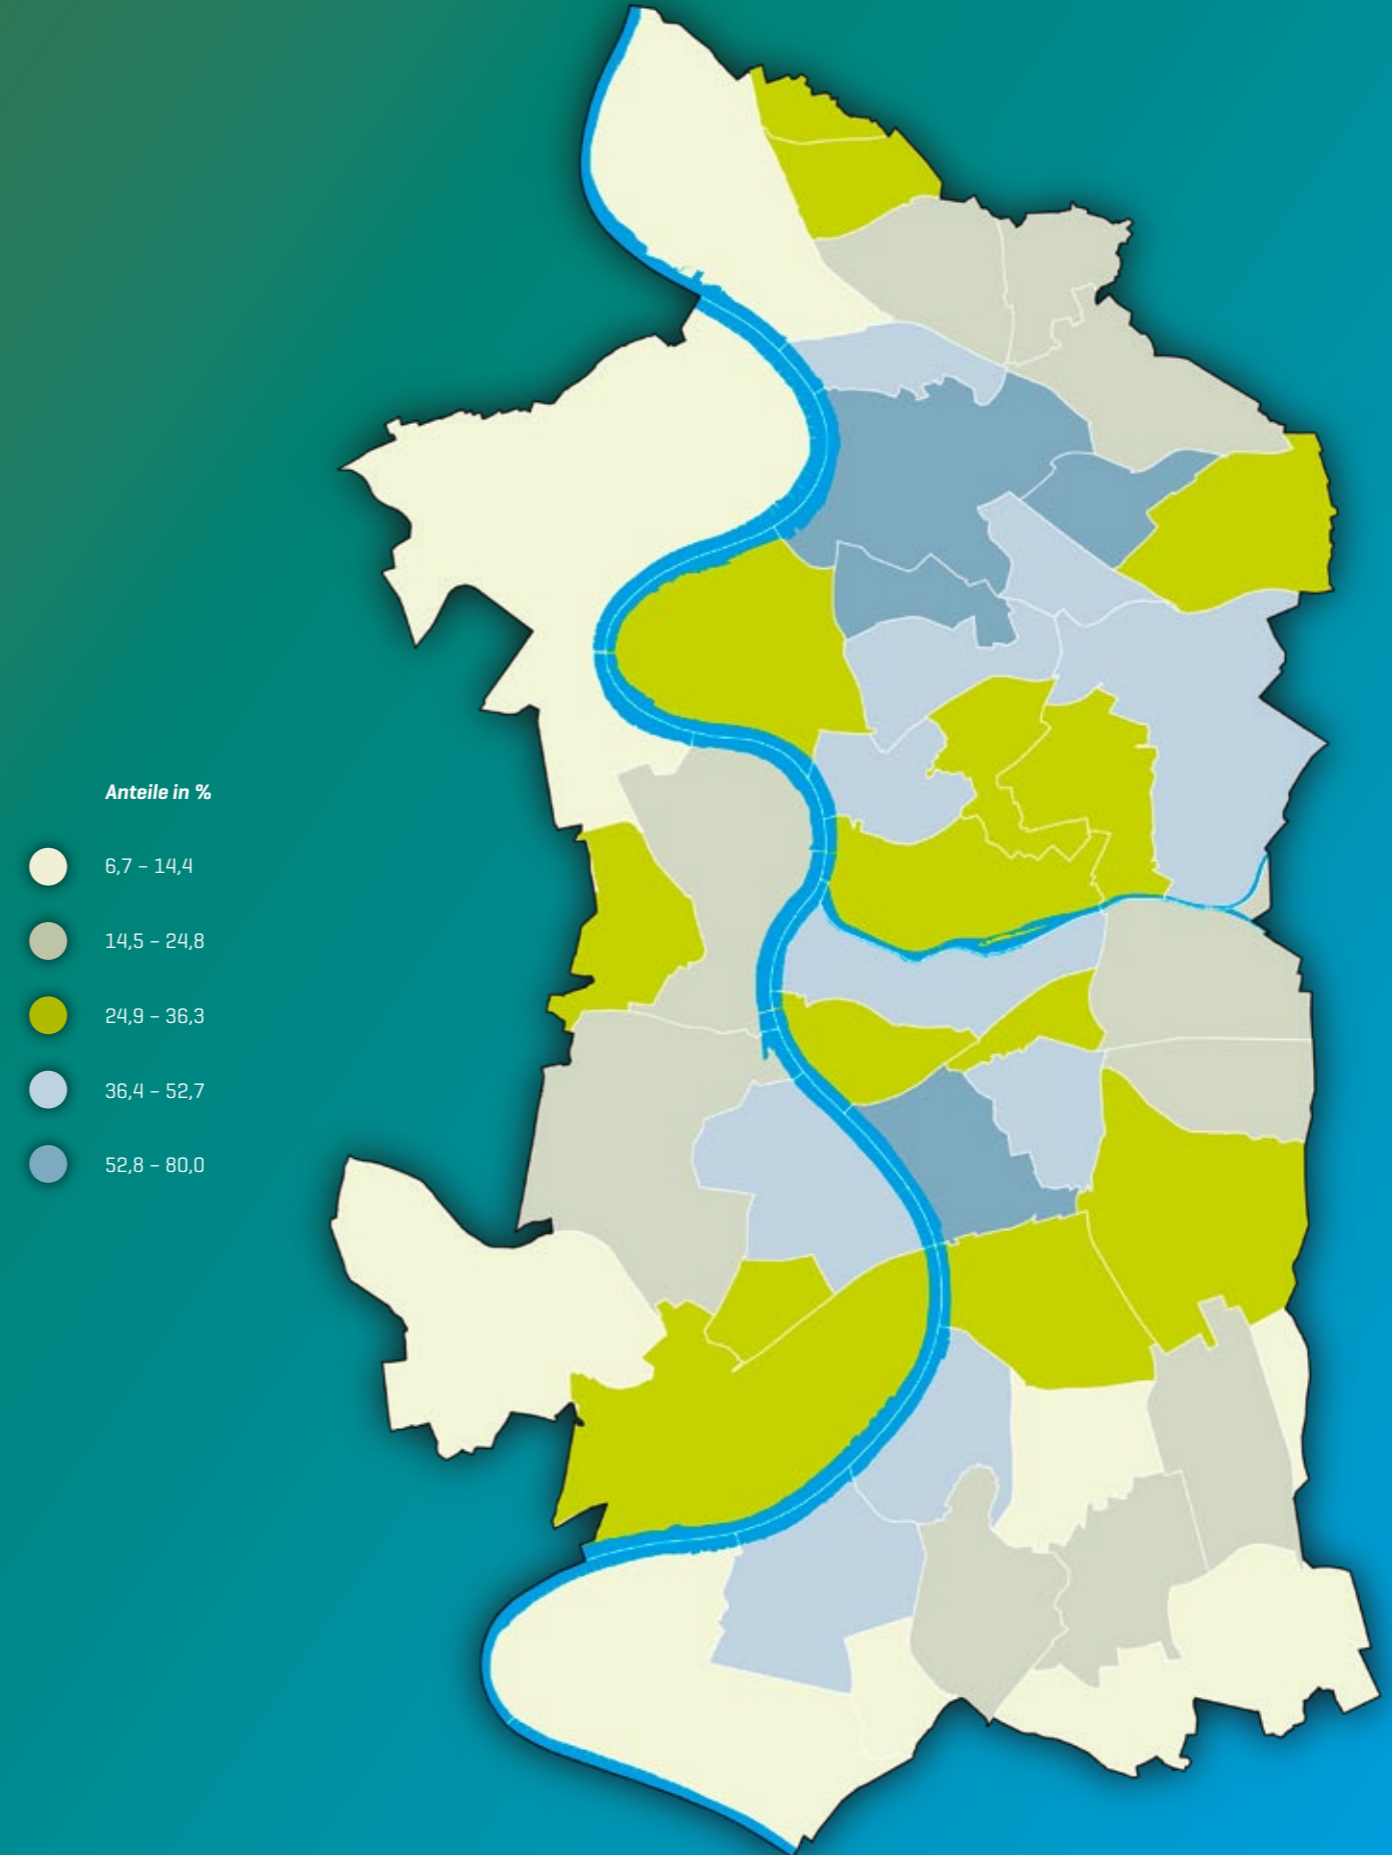 Anteile in %
6,7 – 14,4
14,5 – 24,8
24,9 – 36,3
36,4 – 52,7
52,8 – 80,0